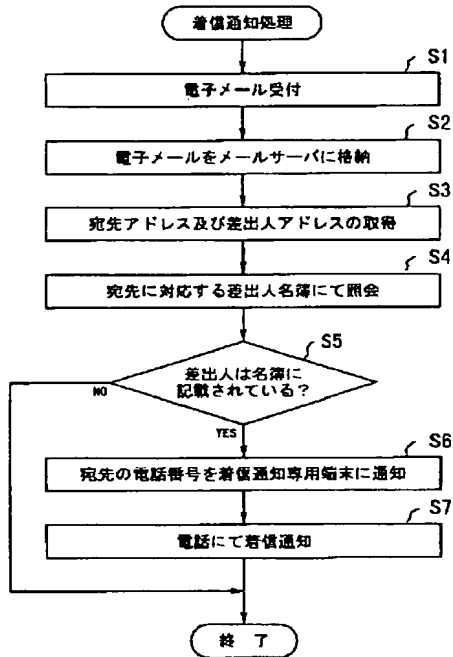 着信通知処理
S1
電子メール受付
S2
電子メールをメールサーバに格納
S3
宛先アドレス及び差出人アドレスの取得
S4
宛先に対応する差出人名簿にて照会
S5
差出人は名簿に
記載されている?
NO
YES
S6
宛先の電話番号を着信通知専用端末に通知
S7
電話にて着信通知
終 了